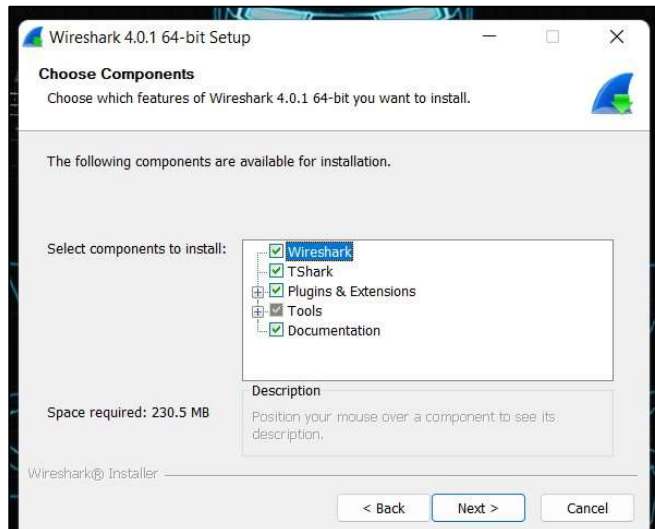 Wireshark 4.0.1 64-bit Setup
Choose Components
Choose which features of Wireshark 4.0.1 64-bit you want to install.
The following components are available for installation.
Select components to install:
Wireshark
TShark
Plugins & Extensions
Tools
Documentation
Space required: 230.5 MB
Description
Position your mouse over a component to see its
description.
Wireshark® Installer
< Back
Next >
Cancel